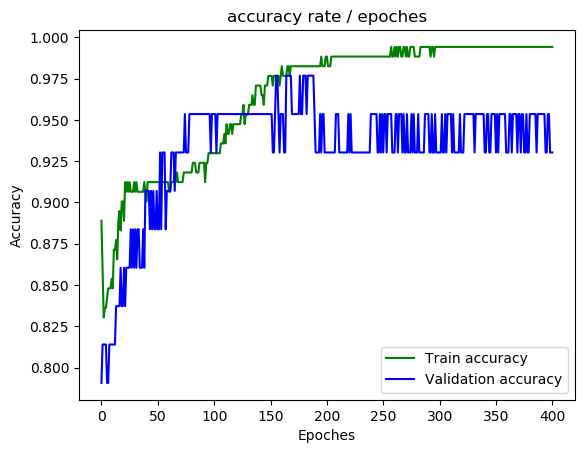 accuracy rate / epoches
1.000
0.975
0.950
0.925
0.900
0.875
0.850
0.825
0.800
Accuracy
0 50 100 150 200 250 300 350 400
Epoches
Train accuracy
Validation accuracy